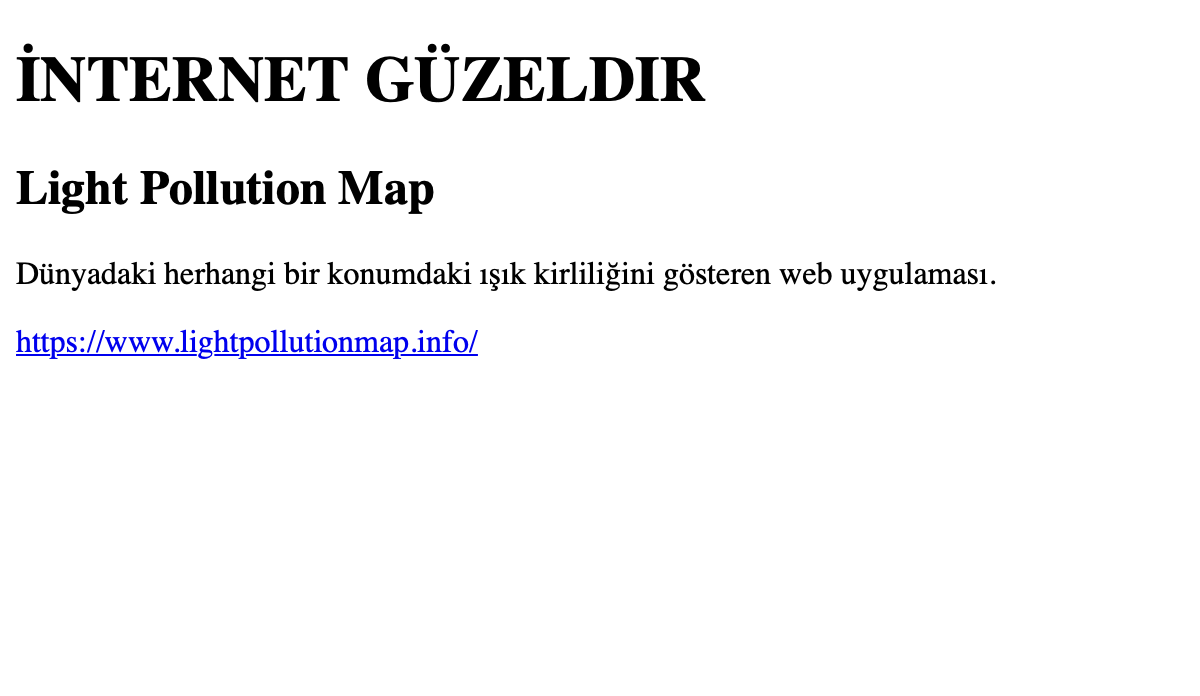 İNTERNET GÜZELDIR
Light Pollution Map
Dünyadaki herhangi bir konumdaki ışık kirliliğini gösteren web uygulaması.
https://www.lightpollutionmap.info/